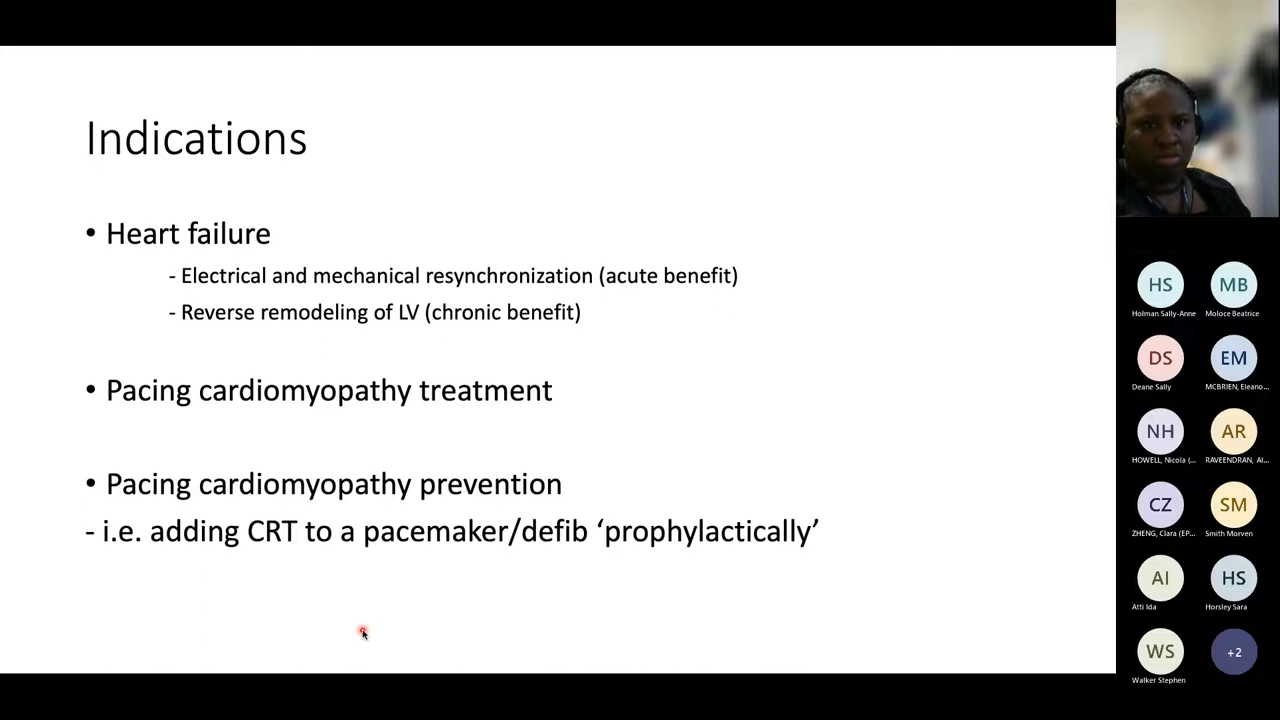 Indications
• Heart failure
- Electrical and mechanical resynchronization (acute benefit)
- Reverse remodeling of LV (chronic benefit)
• Pacing cardiomyopathy treatment
• Pacing cardiomyopathy prevention
- i.e. adding CRT to a pacemaker/defib ‘prophylactically’
HS MB
Holman Sally-Anne Moloce Beatrice
DS EM
Deane Sally MCBRIEN, Eleano...
NH AR
HOWELL, Nicola (... RAVEENDRAN, Al...
CZ SM
ZHENG, Clara (EP... Smith Morven
AI HS
Atti Ida Horsley Sara
WS +2
Walker Stephen